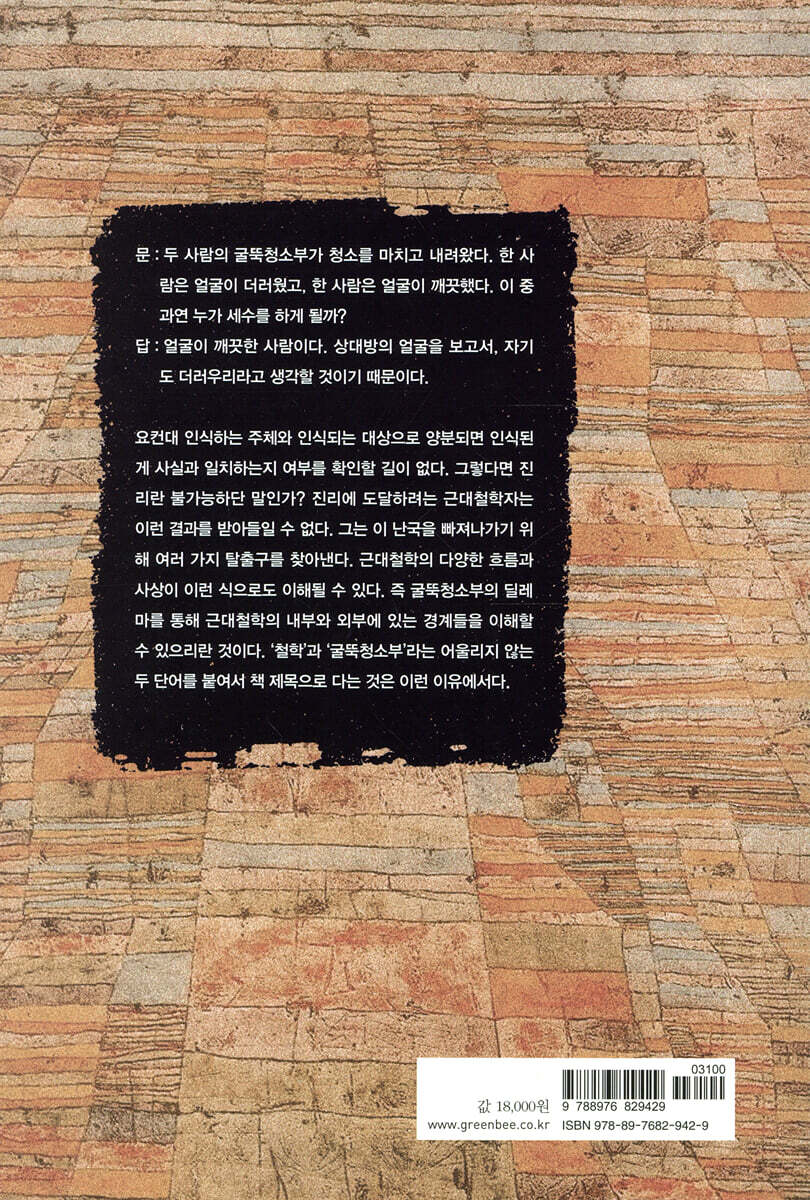 문 : 두 사람의 굴뚝청소부가 청소를 마치고 내려왔다. 한 사
람은 얼굴이 더러웠고, 한 사람은 얼굴이 깨끗했다. 이 중
과연 누가 세수를 하게 될까?
답 : 얼굴이 깨끗한 사람이다. 상대방의 얼굴을 보고서, 자기
도 더러우리라고 생각할 것이기 때문이다.
요컨대 인식하는 주체와 인식되는 대상으로 양분되면 인식된
게 사실과 일치하는지 여부를 확인할 길이 없다. 그렇다면 진
리란 불가능하단 말인가? 진리에 도달하려는 근대철학자는
이런 결과를 받아들일 수 없다. 그는 이 난국을 빠져나가기 위
해 여러 가지 탈출구를 찾아낸다. 근대철학의 다양한 흐름과
사상이 이런 식으로도 이해될 수 있다. 즉 굴뚝청소부의 딜레
마를 통해 근대철학의 내부와 외부에 있는 경계들을 이해할
수 있으리란 것이다. ‘철학’과 ‘굴뚝청소부’라는 어울리지 않는
두 단어를 붙여서 책 제목으로 다는 것은 이런 이유에서다.
03100
값 18,000원
9 788976 829429
www.greenbee.co.kr
ISBN 978-89-7682-942-9